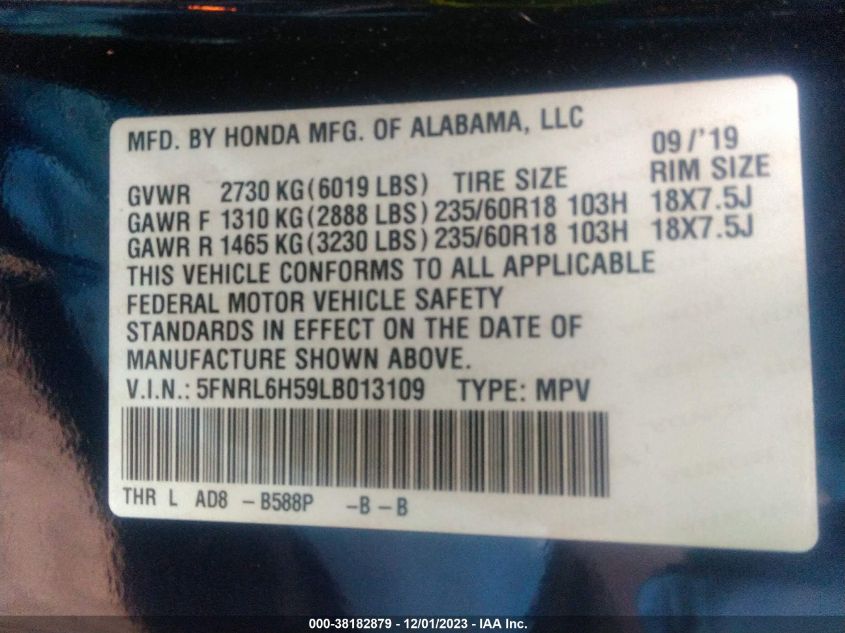 MFD. BY HONDA MFG. OF ALABAMA, LLC 09/'19
GVWR 2730 KG(6019 LBS) TIRE SIZE RIM SIZE
GAWR F 1310 KG(2888 LBS) 235/60R18 103H 18X7.5J
GAWR R 1465 KG(3230 LBS) 235/60R18 103H 18X7.5J
THIS VEHICLE CONFORMS TO ALL APPLICABLE
FEDERAL MOTOR VEHICLE SAFETY
STANDARDS IN EFFECT ON THE DATE OF
MANUFACTURE SHOWN ABOVE.
V.I.N.: 5FNRL6H59LB013109 TYPE: MPV
THR L AD8 -B588P -B-B
000-38182879 - 12/01/2023 - IAA Inc.